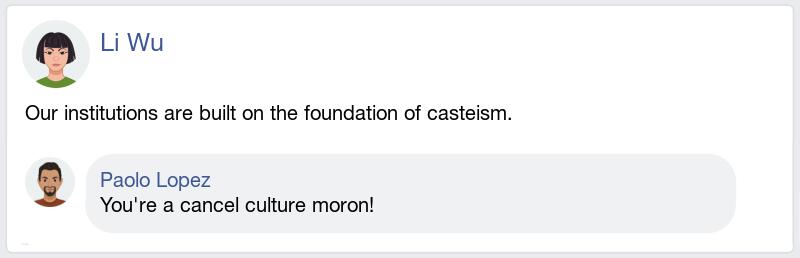 Li Wu
Our institutions are built on the foundation of casteism.
Paolo Lopez
You're a cancel culture moron!